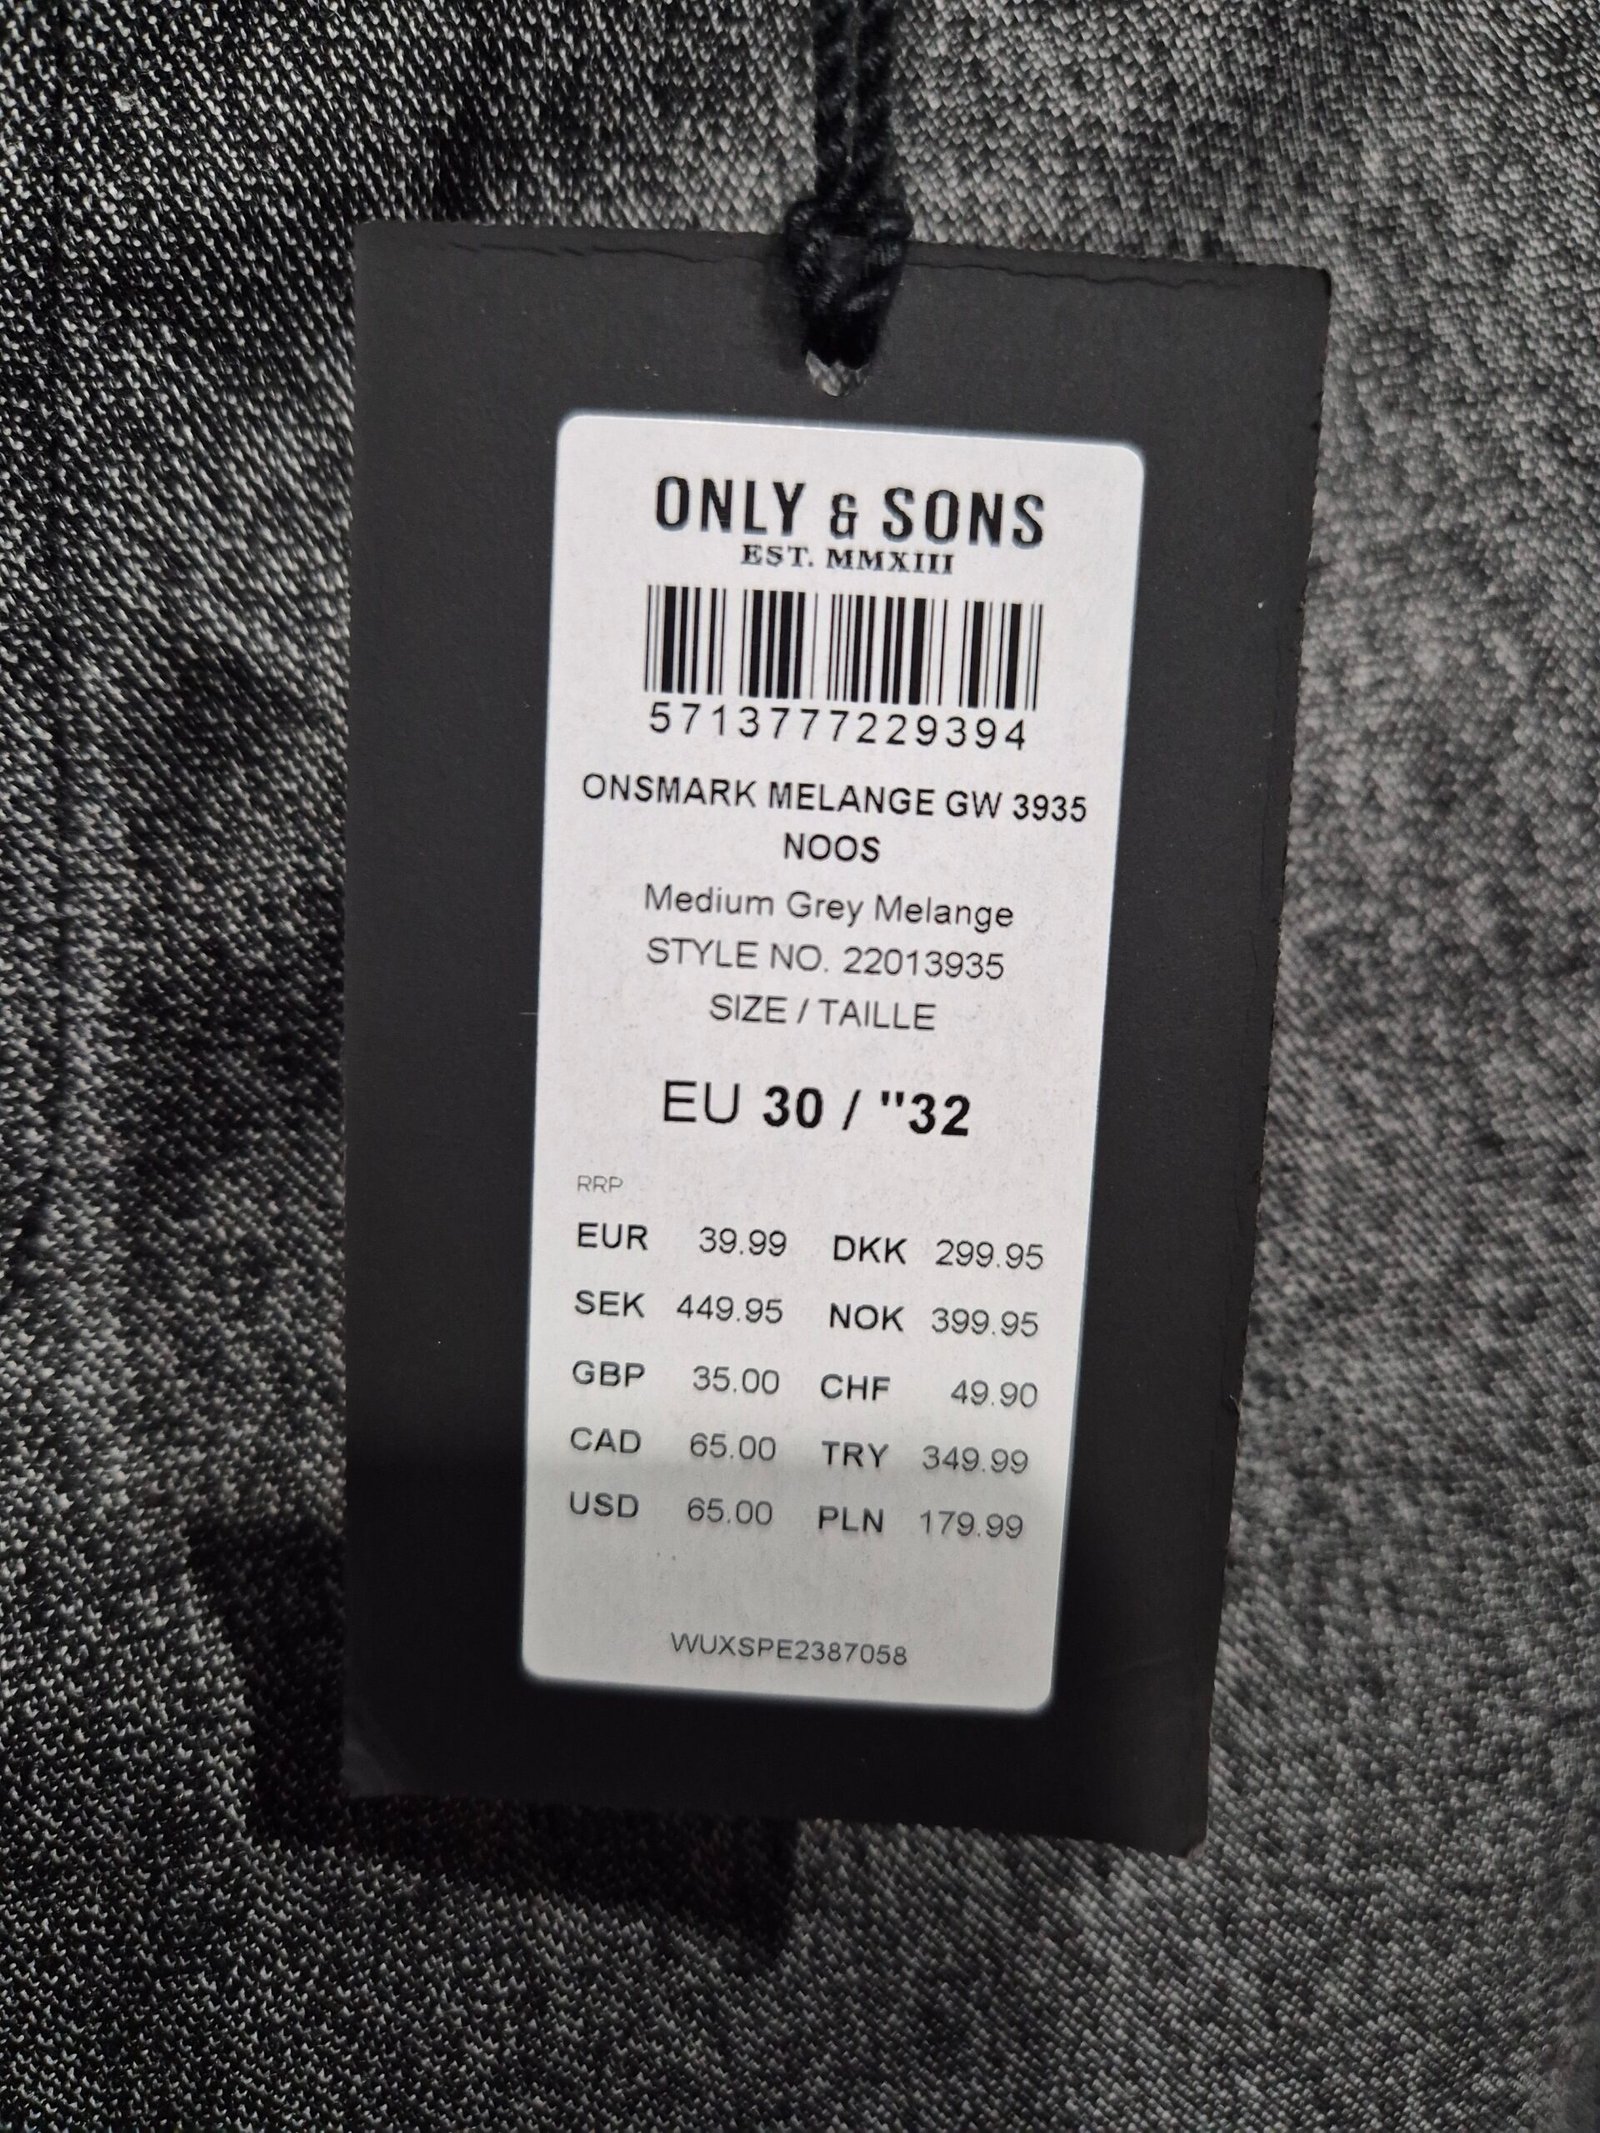 ONLY & SONS
EST. MMXIII
5713777229394
ONSMARK MELANGE GW 3935
NOOS
Medium Grey Melange
STYLE NO. 22013935
SIZE / TAILLE
EU 30 / "32
RRP
EUR 39.99 DKK 299.95
SEK 449.95 NOK 399.95
GBP 35.00 CHF 49.90
CAD 65.00 TRY 349.99
USD 65.00 PLN 179.99
WUXSPE2387058